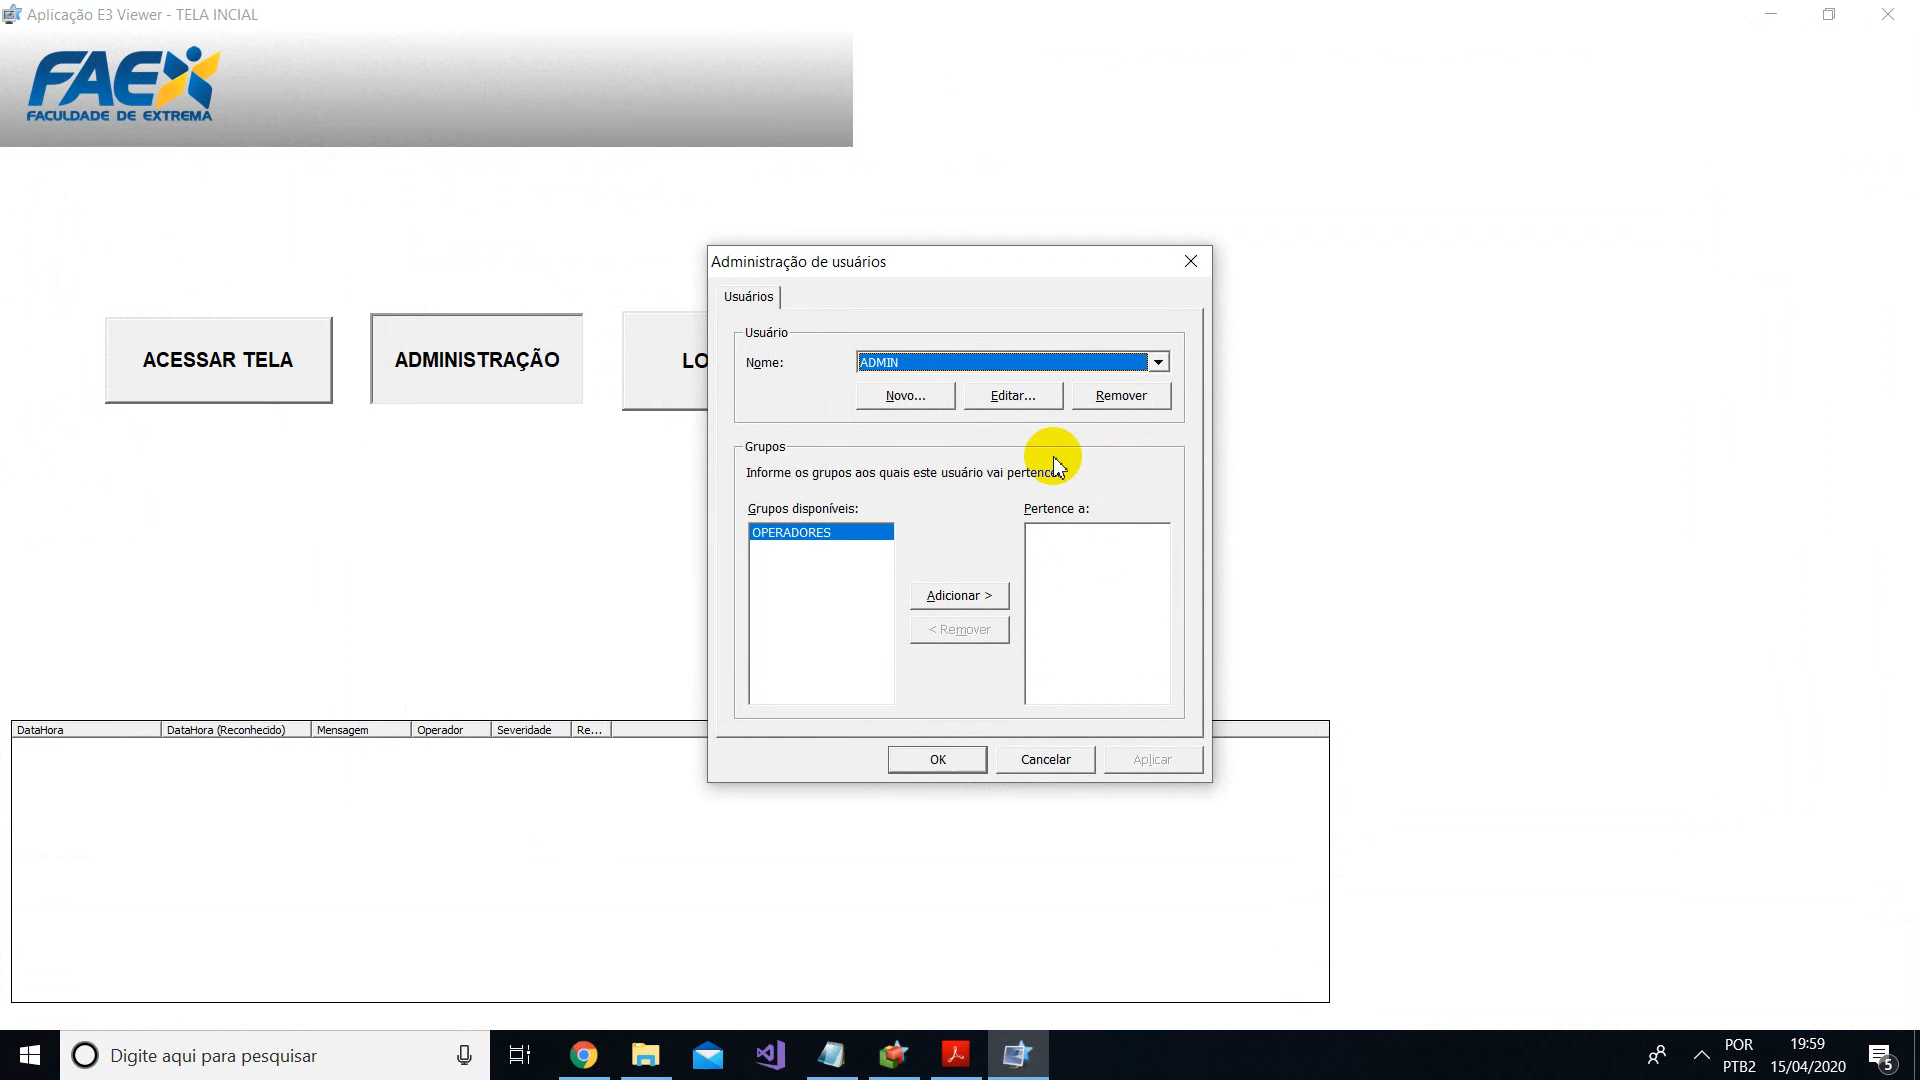 Aplicação E3 Viewer - TELA INCIAL
FAEX
FACULDADE DE EXTREMA
ACESSAR TELA
ADMINISTRAÇÃO
LO
Administração de usuários
Usuários
Usuário
Nome:
ADMIN
Novo...
Editar...
Remover
Grupos
Informe os grupos aos quais este usuário vai pertence
Grupos disponíveis:
Pertence a:
OPERADORES
Adicionar >
< Remover
OK
Cancelar
Aplicar
DataHora
DataHora (Reconhecido)
Mensagem
Operador
Severidade
Re...
Digite aqui para pesquisar
POR
PTB2
19:59
15/04/2020
5